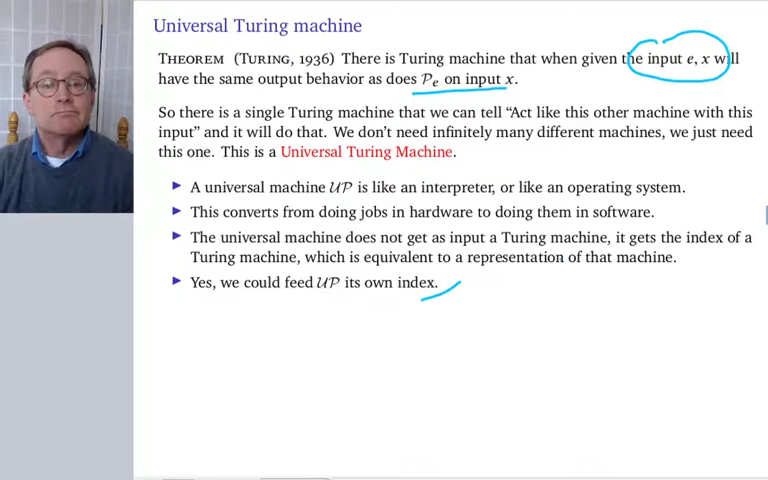 Universal Turing machine
THEOREM (TURING, 1936) There is Turing machine that when given the input e, x will
have the same output behavior as does 𝒫ₑ on input x.
So there is a single Turing machine that we can tell “Act like this other machine with this
input” and it will do that. We don’t need infinitely many different machines, we just need
this one. This is a Universal Turing Machine.
▶ A universal machine 𝒰𝒫 is like an interpreter, or like an operating system.
▶ This converts from doing jobs in hardware to doing them in software.
▶ The universal machine does not get as input a Turing machine, it gets the index of a
Turing machine, which is equivalent to a representation of that machine.
▶ Yes, we could feed 𝒰𝒫 its own index.